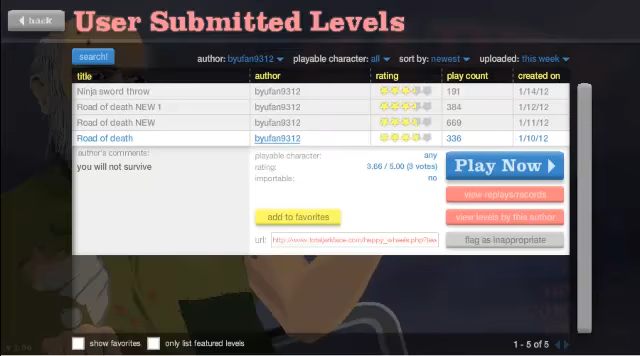 back
User Submitted Levels
search!
author: byufan9312 playable character: all sort by: newest uploaded: this week
title author rating play count created on
Ninja sword throw byufan9312 191 1/14/12
Road of death NEW 1 byufan9312 384 1/12/12
Road of death NEW byufan9312 669 1/11/12
Road of death byufan9312 336 1/10/12
author's comments:
you will not survive
playable character: any
rating: 3.66 / 5.00 (3 votes)
importable: no
Play Now
view replays/records
add to favorites
view levels by this author
url: http://www.totaljerkface.com/happy_wheels.php?
flag as inappropriate
show favorites only list featured levels
1 - 5 of 5